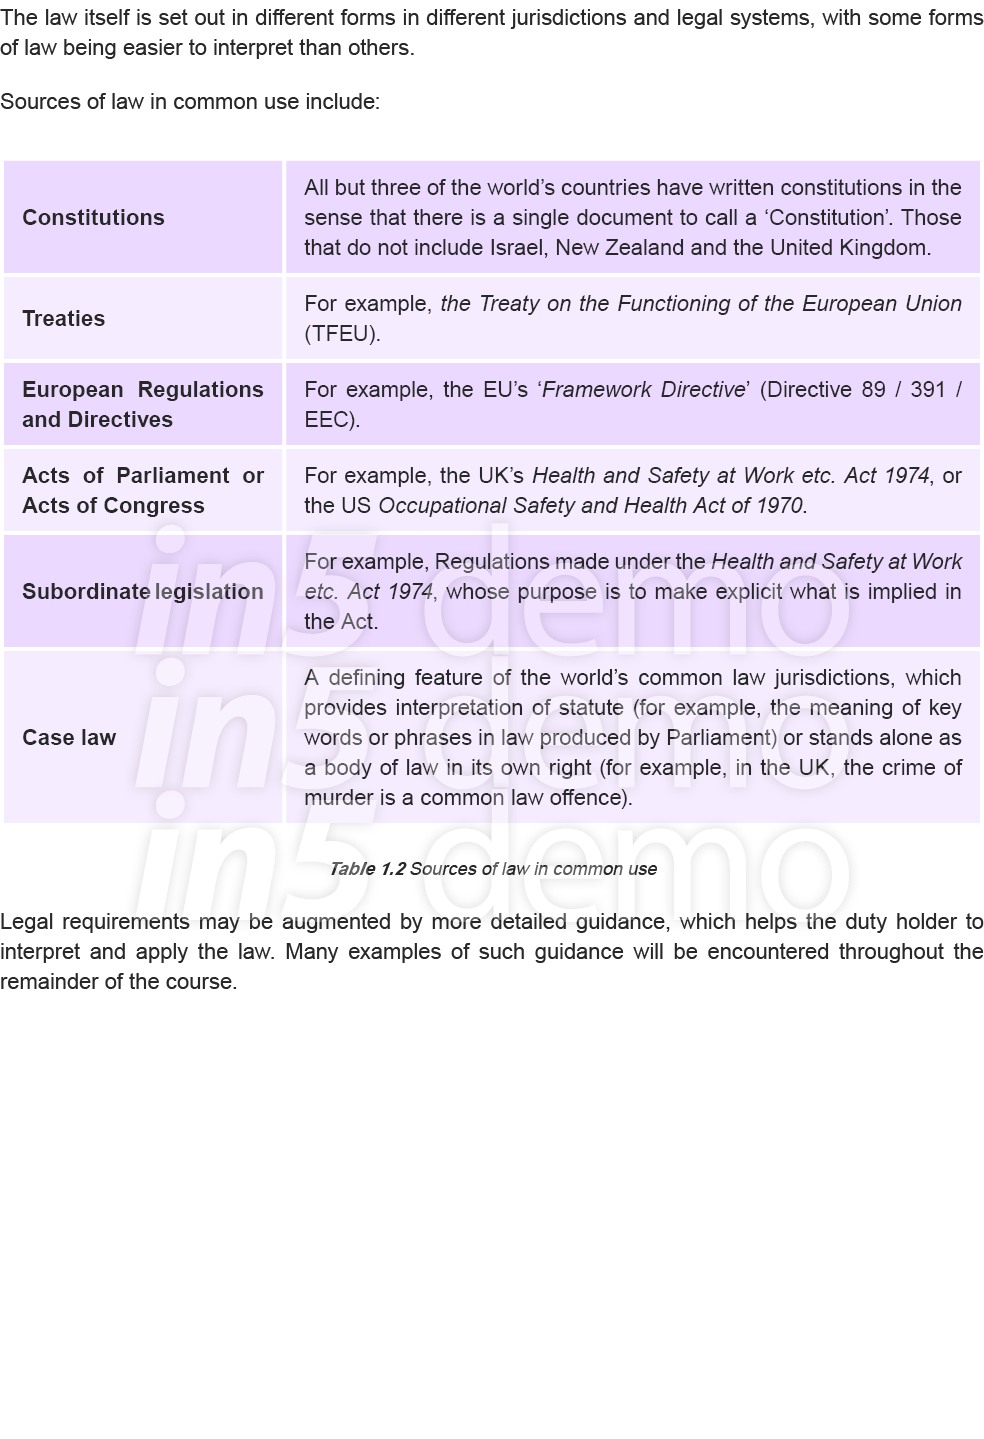 The law itself is set out in different forms in different jurisdictions and legal systems, with some forms
of law being easier to interpret than others.
Sources of law in common use include:
Constitutions
All but three of the world’s countries have written constitutions in the
sense that there is a single document to call a ‘Constitution’. Those
that do not include Israel, New Zealand and the United Kingdom.
Treaties
For example, the Treaty on the Functioning of the European Union
(TFEU).
European Regulations
and Directives
For example, the EU’s ‘Framework Directive’ (Directive 89 / 391 /
EEC).
Acts of Parliament or
Acts of Congress
For example, the UK’s Health and Safety at Work etc. Act 1974, or
the US Occupational Safety and Health Act of 1970.
Subordinate legislation
For example, Regulations made under the Health and Safety at Work
etc. Act 1974, whose purpose is to make explicit what is implied in
the Act.
Case law
A defining feature of the world’s common law jurisdictions, which
provides interpretation of statute (for example, the meaning of key
words or phrases in law produced by Parliament) or stands alone as
a body of law in its own right (for example, in the UK, the crime of
murder is a common law offence).
in5 demo
in5 demo
in5 demo
Table 1.2 Sources of law in common use
Legal requirements may be augmented by more detailed guidance, which helps the duty holder to
interpret and apply the law. Many examples of such guidance will be encountered throughout the
remainder of the course.